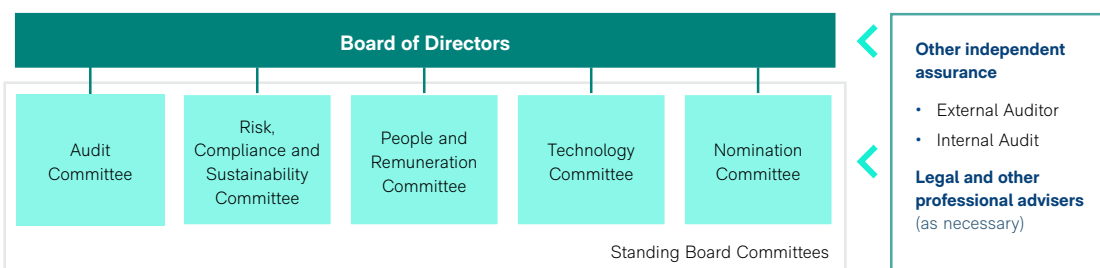 Board of Directors
Audit
Committee
Risk,
Compliance and
Sustainability
Committee
People and
Remuneration
Committee
Technology
Committee
Nomination
Committee
Standing Board Committees
Other independent
assurance
• External Auditor
• Internal Audit
Legal and other
professional advisers
(as necessary)